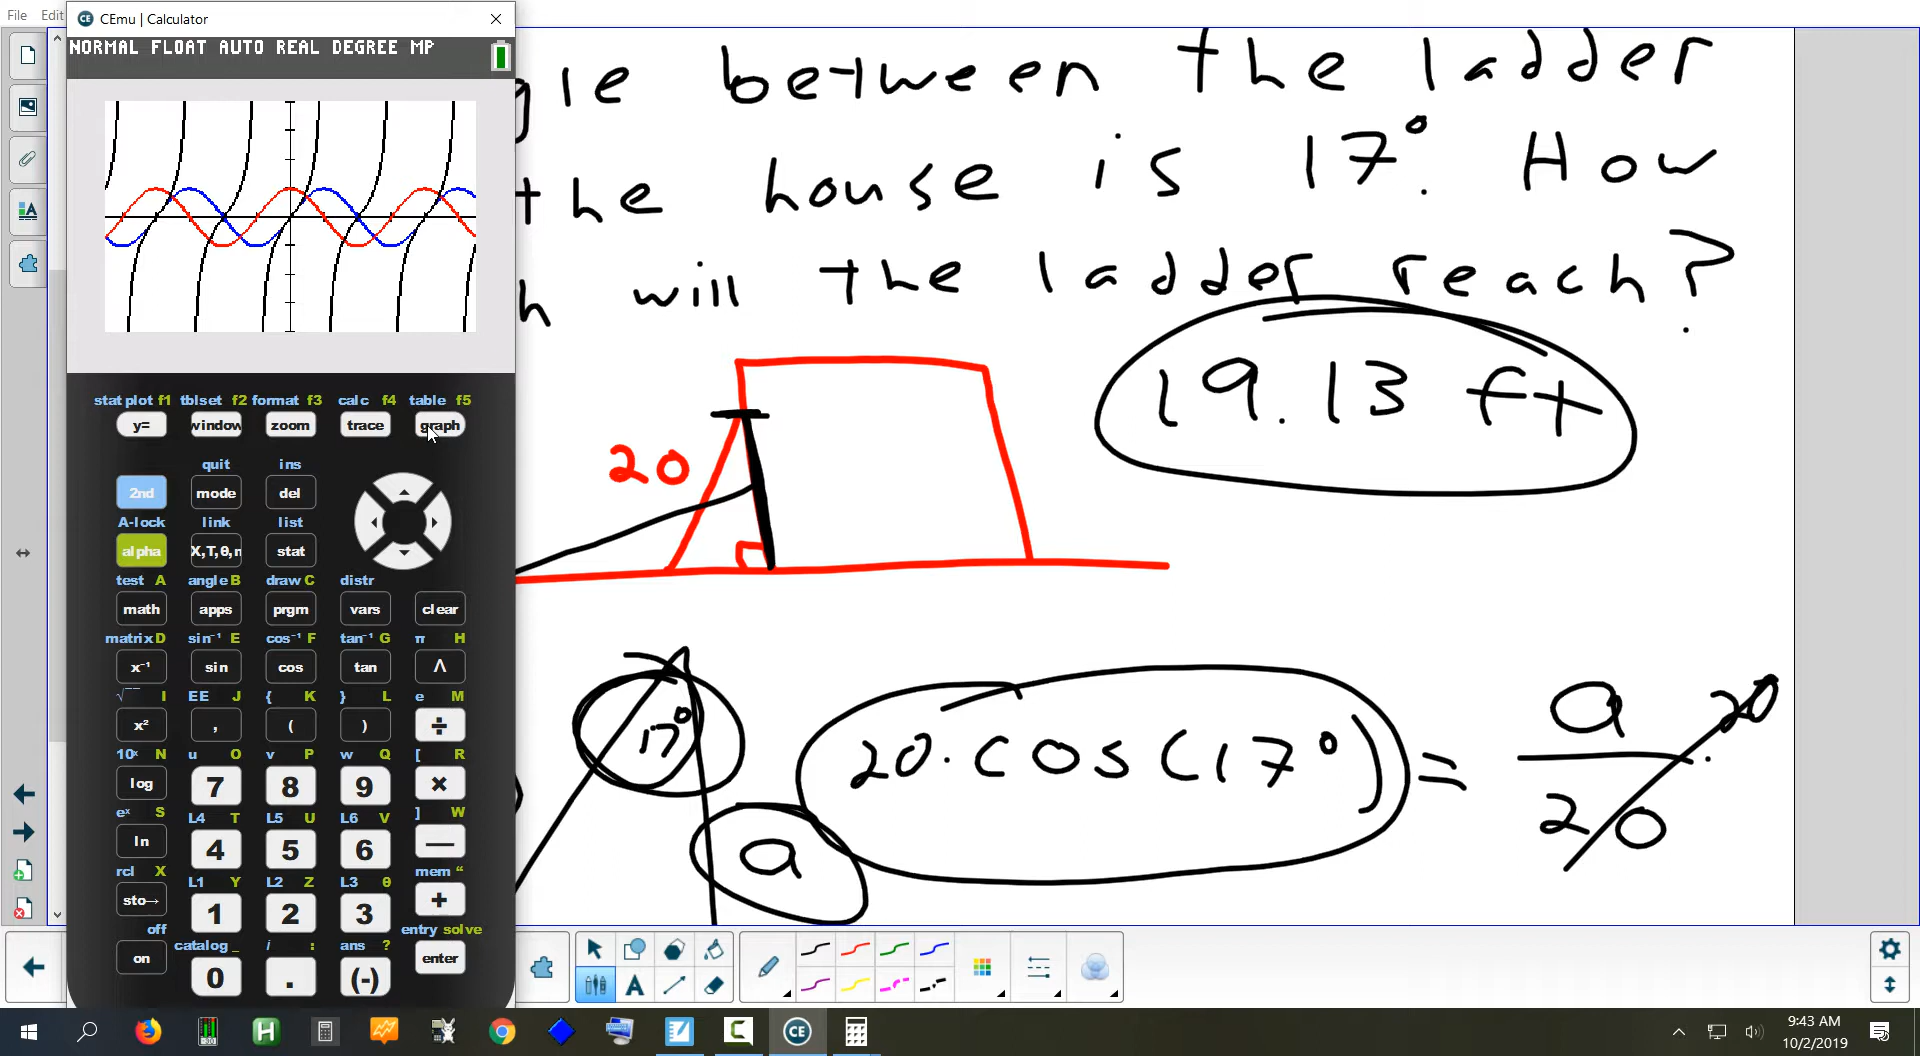 File Edit
CEmu | Calculator
NORMAL FLOAT AUTO REAL DEGREE MP
gle between the ladder
the house is 17°. How
h will the ladder reach?
19.13 ft
20
17°
a
20·cos(17°) = a/20 · 20
stat plot f1 tblset f2 format f3 calc f4 table f5
y= window zoom trace graph
quit ins
2nd mode del
A-lock link list
alpha X,T,θ,n stat
test A angle B draw C distr
math apps prgm vars clear
matrix D sin⁻¹ E cos⁻¹ F tan⁻¹ G π H
x⁻¹ sin cos tan ^
√ I EE J { K } L e M
x² , ( ) ÷
10ˣ N u O v P w Q [ R
log 7 8 9 ×
eˣ S L4 T L5 U L6 V ] W
ln 4 5 6 —
rcl X L1 Y L2 Z L3 θ mem "
sto→ 1 2 3 +
off catalog _ i : ans ? entry solve
on 0 . (-) enter
A
CE
9:43 AM
10/2/2019